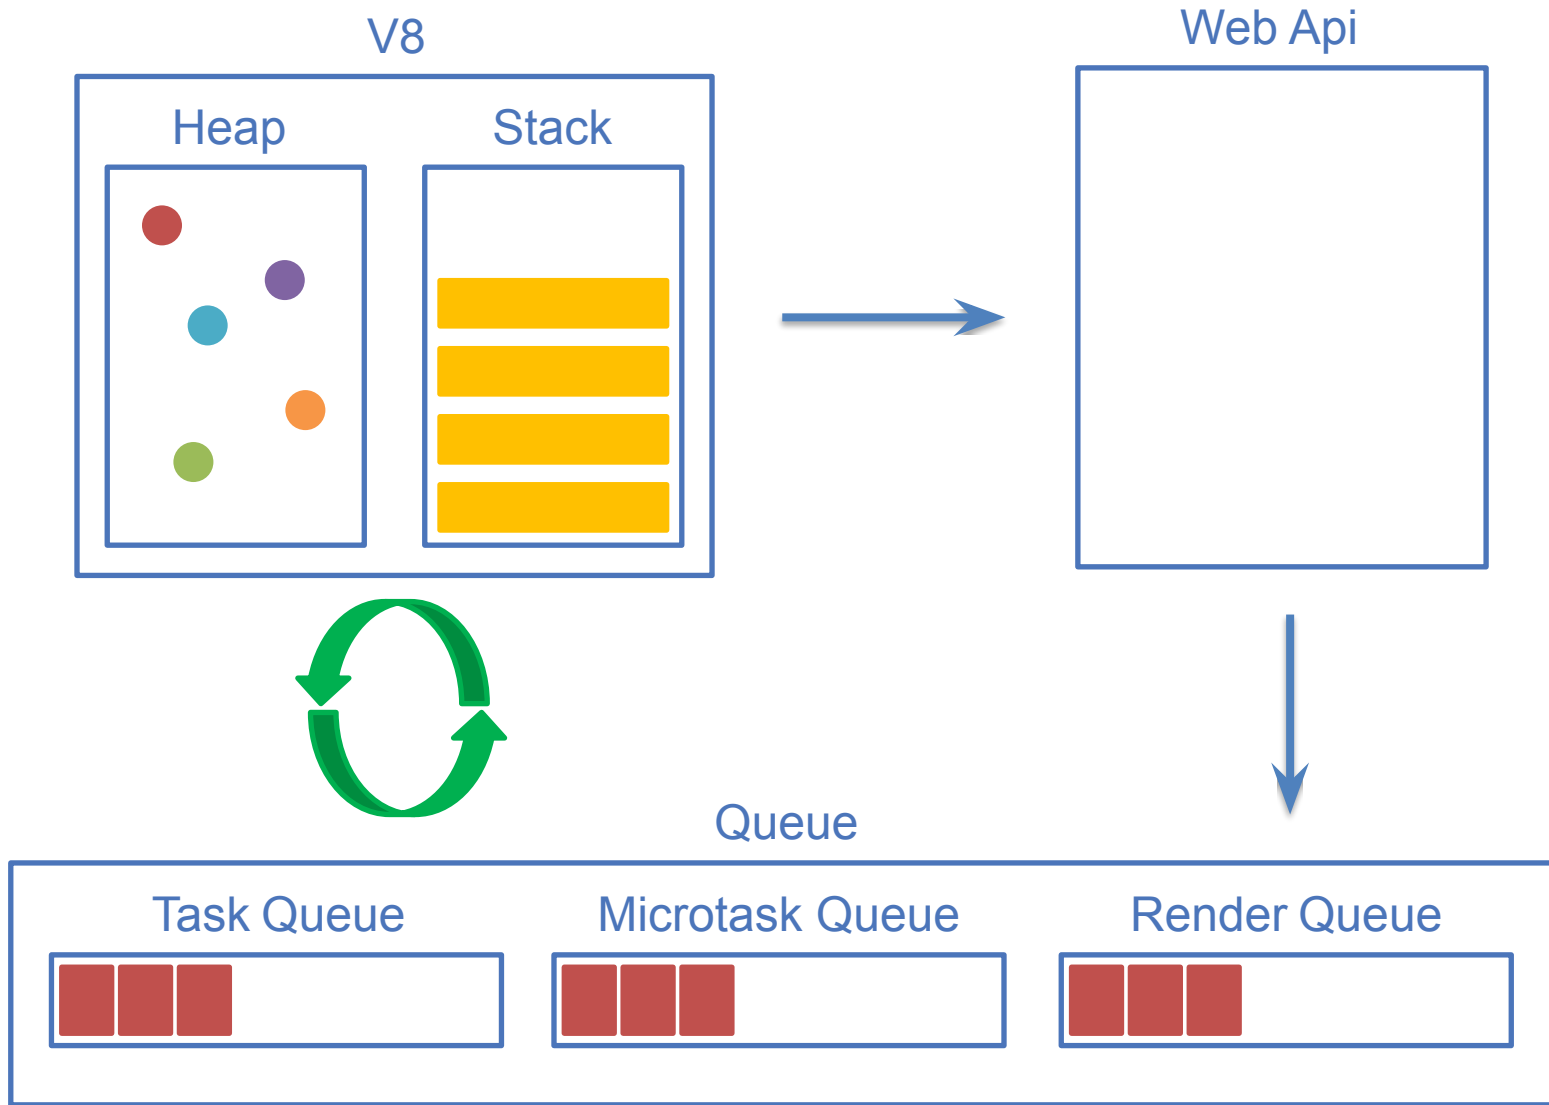 V8
Web Api
Heap
Stack
Queue
Task Queue
Microtask Queue
Render Queue